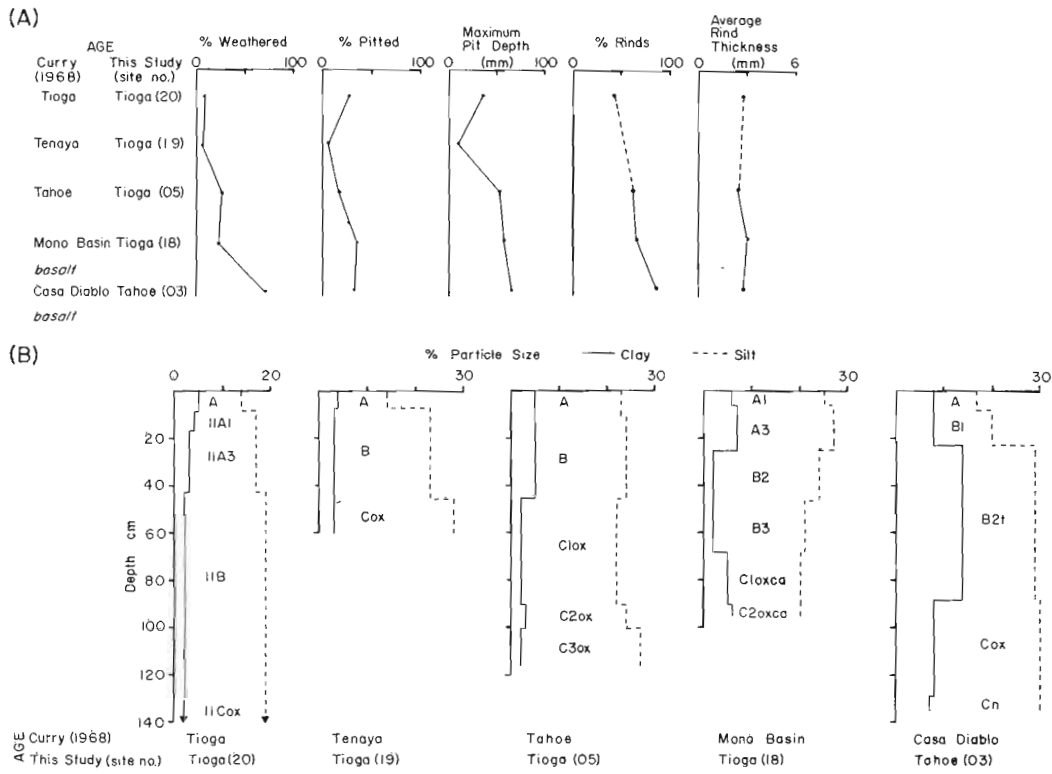 (A)
AGE
Curry This Study
(1968) (site no.)
% Weathered
0 100
% Pitted
0 100
Maximum
Pit Depth
0 (mm) 100
% Rinds
0 100
Average
Rind
Thickness
0 (mm) 6
Tioga Tioga (20)
Tenaya Tioga (19)
Tahoe Tioga (05)
Mono Basin Tioga (18)
basalt
Casa Diablo Tahoe (03)
basalt
(B)
% Particle Size Clay Silt
0 20 30 30 30 30
Depth cm
20
40
60
80
100
120
140
A
IIA1
IIA3
IIB
IICox
A
B
Cox
A
B
C1ox
C2ox
C3ox
A1
A3
B2
B3
C1oxca
C2oxca
A
B1
B2t
Cox
Cn
AGE
Curry (1968) Tioga Tenaya Tahoe Mono Basin Casa Diablo
This Study (site no.) Tioga (20) Tioga (19) Tioga (05) Tioga (18) Tahoe (03)